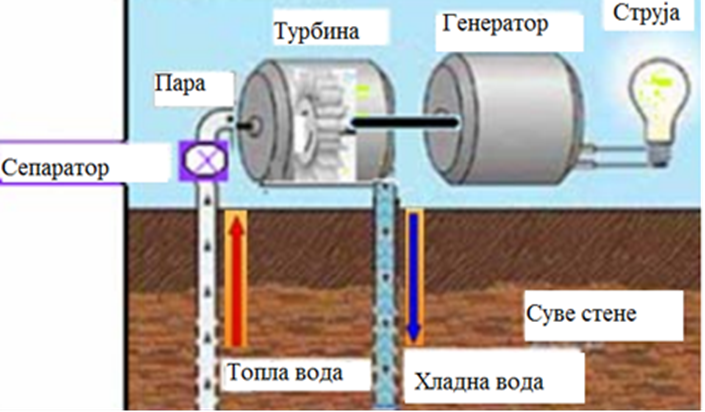 Турбина
Генератор
Струја
Пара
Сепаратор
Суве стене
Топла вода
Хладна вода